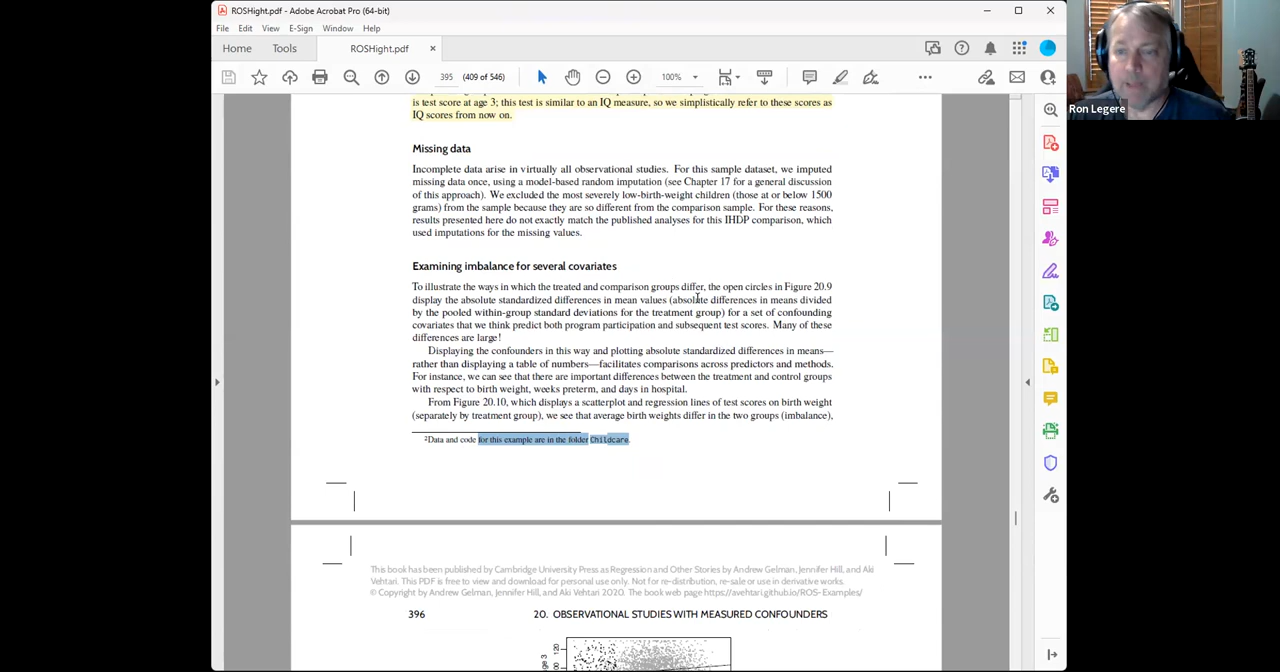 ROSHight.pdf - Adobe Acrobat Pro (64-bit)
File Edit View E-Sign Window Help
Home Tools ROSHight.pdf ×
395 (409 of 546) 100%
Ron Legere
is test score at age 3; this test is similar to an IQ measure, so we simplistically refer to these scores as
IQ scores from now on.
Missing data
Incomplete data arise in virtually all observational studies. For this sample dataset, we imputed
missing data once, using a model-based random imputation (see Chapter 17 for a general discussion
of this approach). We excluded the most severely low-birth-weight children (those at or below 1500
grams) from the sample because they are so different from the comparison sample. For these reasons,
results presented here do not exactly match the published analyses for this IHDP comparison, which
used imputations for the missing values.
Examining imbalance for several covariates
To illustrate the ways in which the treated and comparison groups differ, the open circles in Figure 20.9
display the absolute standardized differences in mean values (absolute differences in means divided
by the pooled within-group standard deviations for the treatment group) for a set of confounding
covariates that we think predict both program participation and subsequent test scores. Many of these
differences are large!
Displaying the confounders in this way and plotting absolute standardized differences in means—
rather than displaying a table of numbers—facilitates comparisons across predictors and methods.
For instance, we can see that there are important differences between the treatment and control groups
with respect to birth weight, weeks preterm, and days in hospital.
From Figure 20.10, which displays a scatterplot and regression lines of test scores on birth weight
(separately by treatment group), we see that average birth weights differ in the two groups (imbalance),
2Data and code for this example are in the folder Childcare.
This book has been published by Cambridge University Press as Regression and Other Stories by Andrew Gelman, Jennifer Hill, and Aki
Vehtari. This PDF is free to view and download for personal use only. Not for re-distribution, re-sale or use in derivative works.
© Copyright by Andrew Gelman, Jennifer Hill, and Aki Vehtari 2020. The book web page https://avehtari.github.io/ROS-Examples/
396 20. OBSERVATIONAL STUDIES WITH MEASURED CONFOUNDERS
120